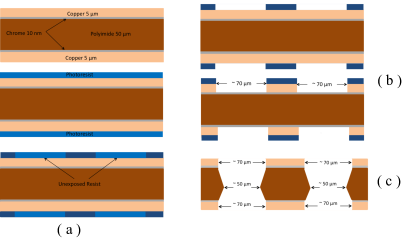 Copper 5 µm
Chrome 10 nm
Polyimide 50 µm
Copper 5 µm
Photoresist
Photoresist
Unexposed Resist
( a )
~ 70 µm
~ 70 µm
( b )
~ 70 µm
~ 70 µm
~ 50 µm
~ 50 µm
~ 70 µm
~ 70 µm
( c )